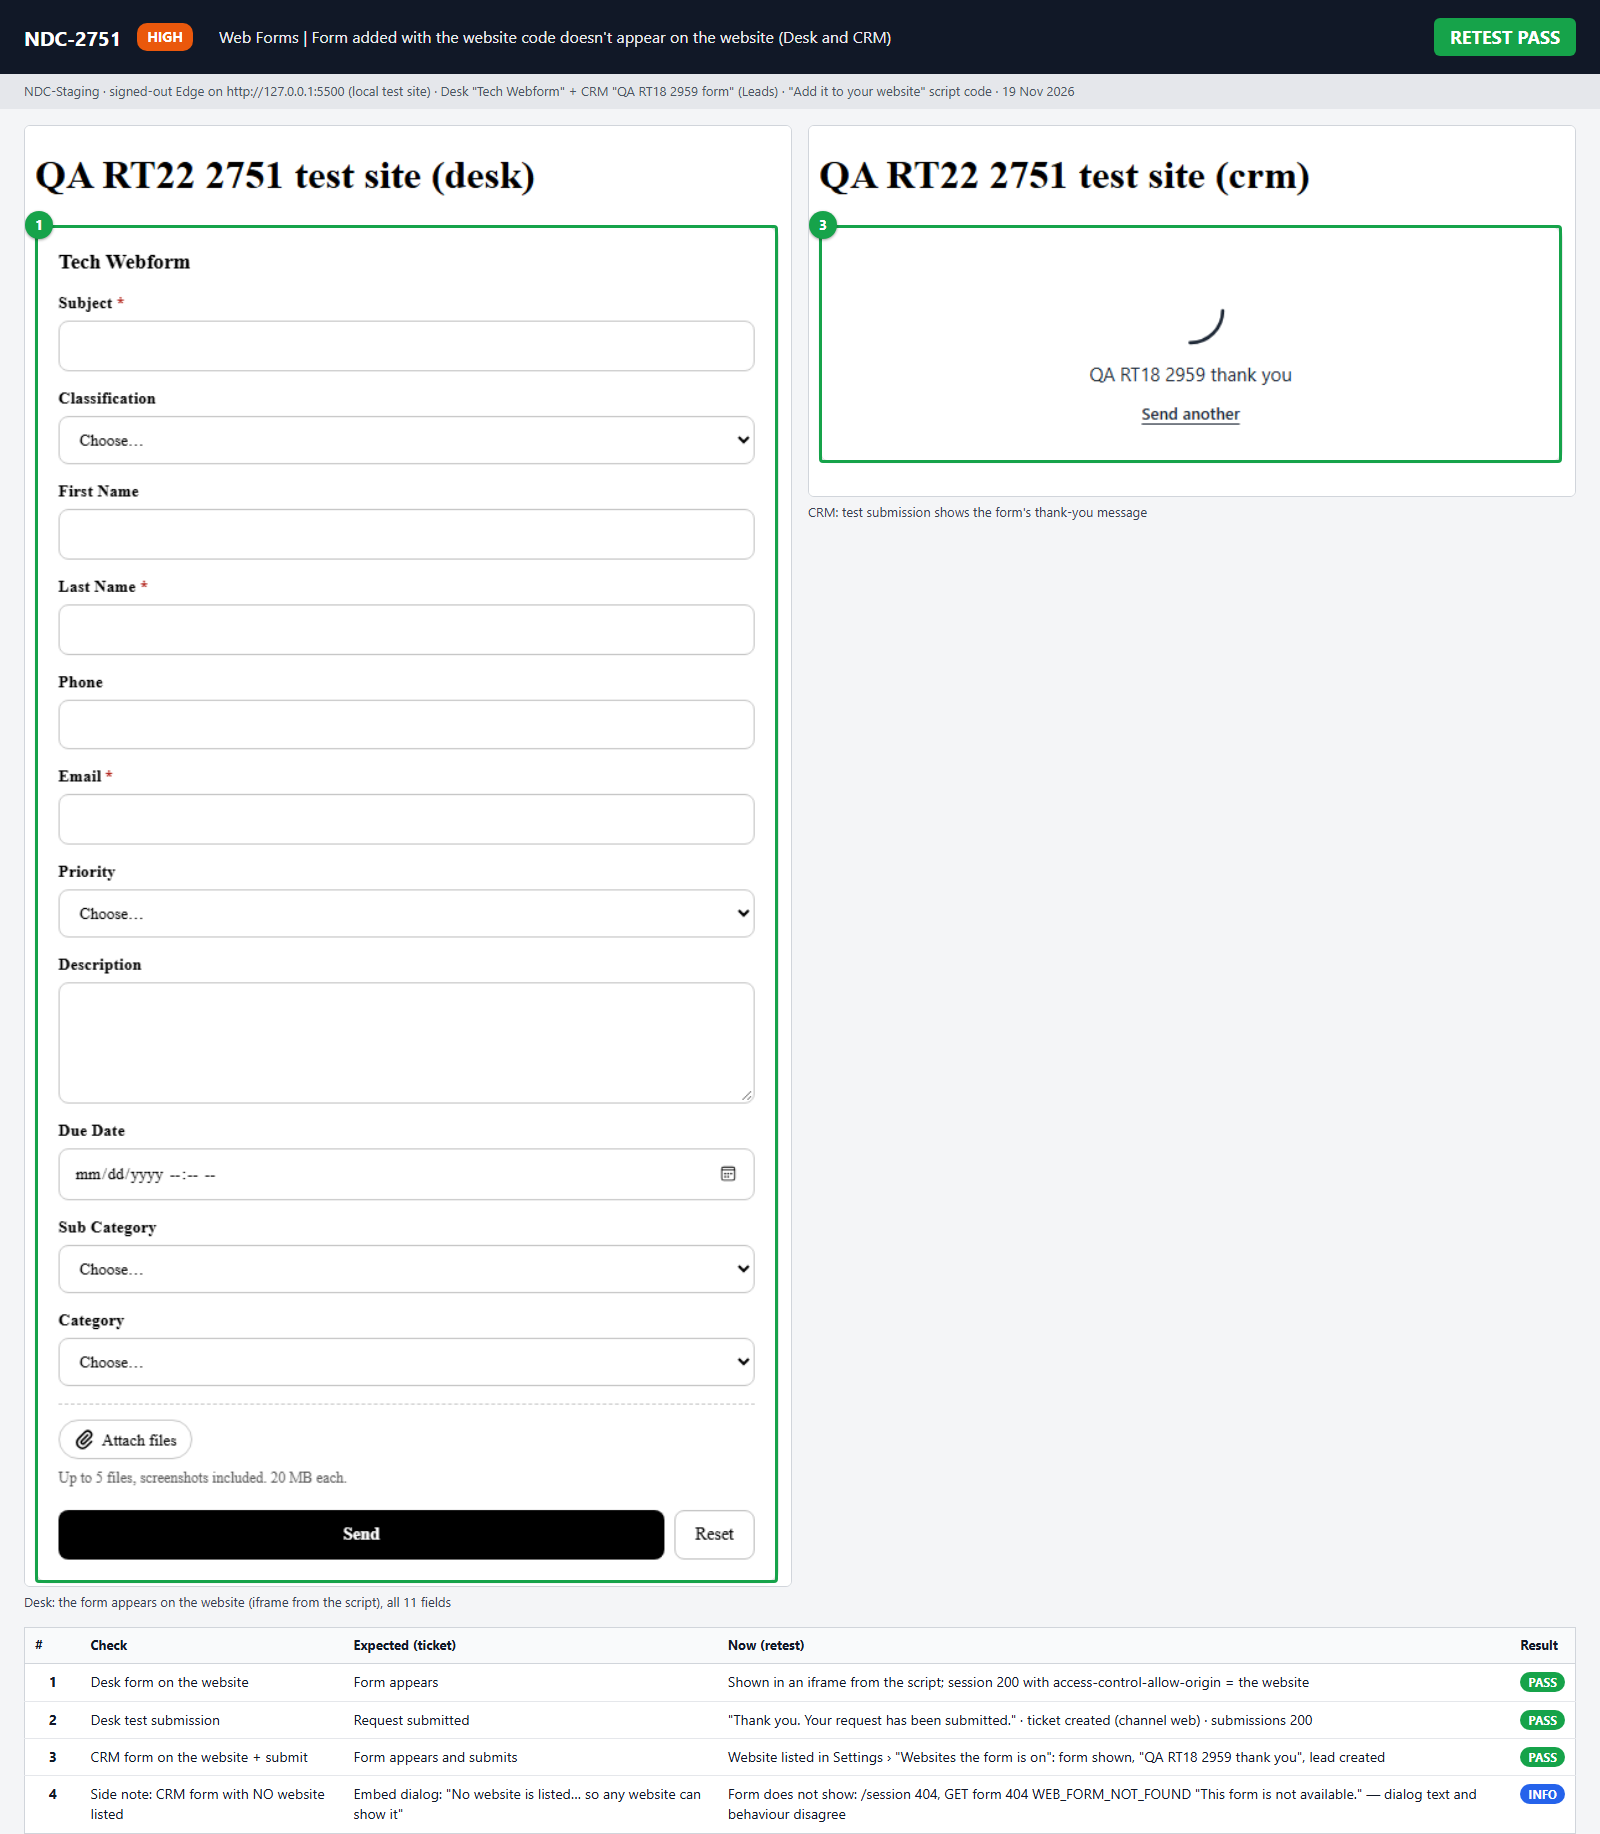 NDC-2751 HIGH Web Forms | Form added with the website code doesn't appear on the website (Desk and CRM) RETEST PASS
NDC-Staging · signed-out Edge on http://127.0.0.1:5500 (local test site) · Desk "Tech Webform" + CRM "QA RT18 2959 form" (Leads) · "Add it to your website" script code · 19 Nov 2026
QA RT22 2751 test site (desk)
1
Tech Webform
Subject *
Classification
Choose...
First Name
Last Name *
Phone
Email *
Priority
Choose...
Description
Due Date
mm/dd/yyyy --:-- --
Sub Category
Choose...
Category
Choose...
Attach files
Up to 5 files, screenshots included. 20 MB each.
Send Reset
Desk: the form appears on the website (iframe from the script), all 11 fields
QA RT22 2751 test site (crm)
3
QA RT18 2959 thank you
Send another
CRM: test submission shows the form's thank-you message
# Check Expected (ticket) Now (retest) Result
1 Desk form on the website Form appears Shown in an iframe from the script; session 200 with access-control-allow-origin = the website PASS
2 Desk test submission Request submitted "Thank you. Your request has been submitted." · ticket created (channel web) · submissions 200 PASS
3 CRM form on the website + submit Form appears and submits Website listed in Settings › "Websites the form is on": form shown, "QA RT18 2959 thank you", lead created PASS
4 Side note: CRM form with NO website listed Embed dialog: "No website is listed... so any website can show it" Form does not show: /session 404, GET form 404 WEB_FORM_NOT_FOUND "This form is not available." — dialog text and behaviour disagree INFO